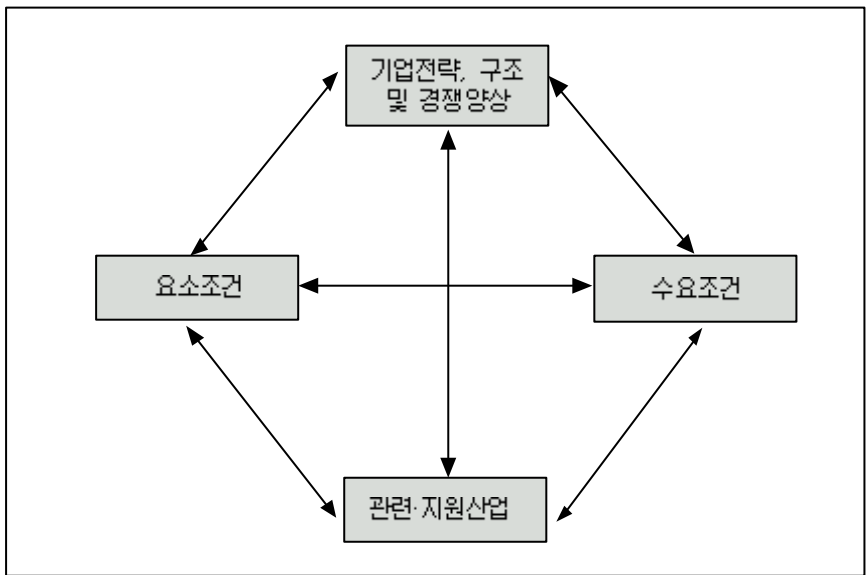 기업전략, 구조
및 경쟁양상
요소조건
수요조건
관련·지원산업